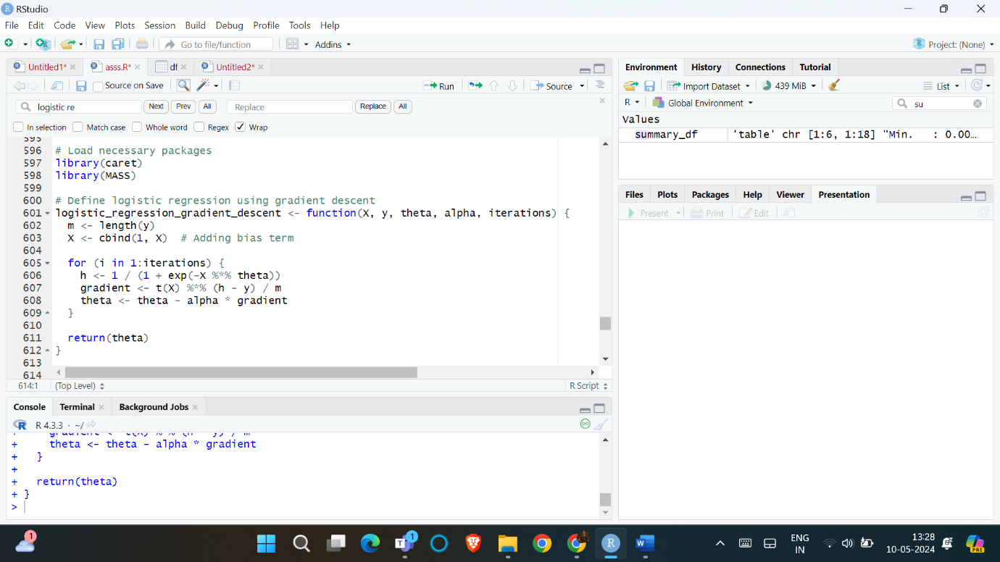 RStudio
File Edit Code View Plots Session Build Debug Profile Tools Help
Go to file/function Addins Project: (None)
Untitled1* asss.R* df Untitled2*
Source on Save Run Source
logistic re Next Prev All Replace Replace All
In selection Match case Whole word Regex Wrap
595
596 # Load necessary packages
597 library(caret)
598 library(MASS)
599
600 # Define logistic regression using gradient descent
601 logistic_regression_gradient_descent <- function(X, y, theta, alpha, iterations) {
602 m <- length(y)
603 X <- cbind(1, X) # Adding bias term
604
605 for (i in 1:iterations) {
606 h <- 1 / (1 + exp(-X %*% theta))
607 gradient <- t(X) %*% (h - y) / m
608 theta <- theta - alpha * gradient
609 }
610
611 return(theta)
612 }
613
614
614:1 (Top Level) R Script
Console Terminal Background Jobs
R 4.3.3 · ~/
+ gradient <- t(X) %*% (h - y) / m
+ theta <- theta - alpha * gradient
+ }
+
+ return(theta)
+ }
>
Environment History Connections Tutorial
Import Dataset 439 MiB List
R Global Environment su
Values
summary_df 'table' chr [1:6, 1:18] "Min. : 0.00…
Files Plots Packages Help Viewer Presentation
Present Print Edit
1
1
ENG
IN
13:28
10-05-2024
PRE